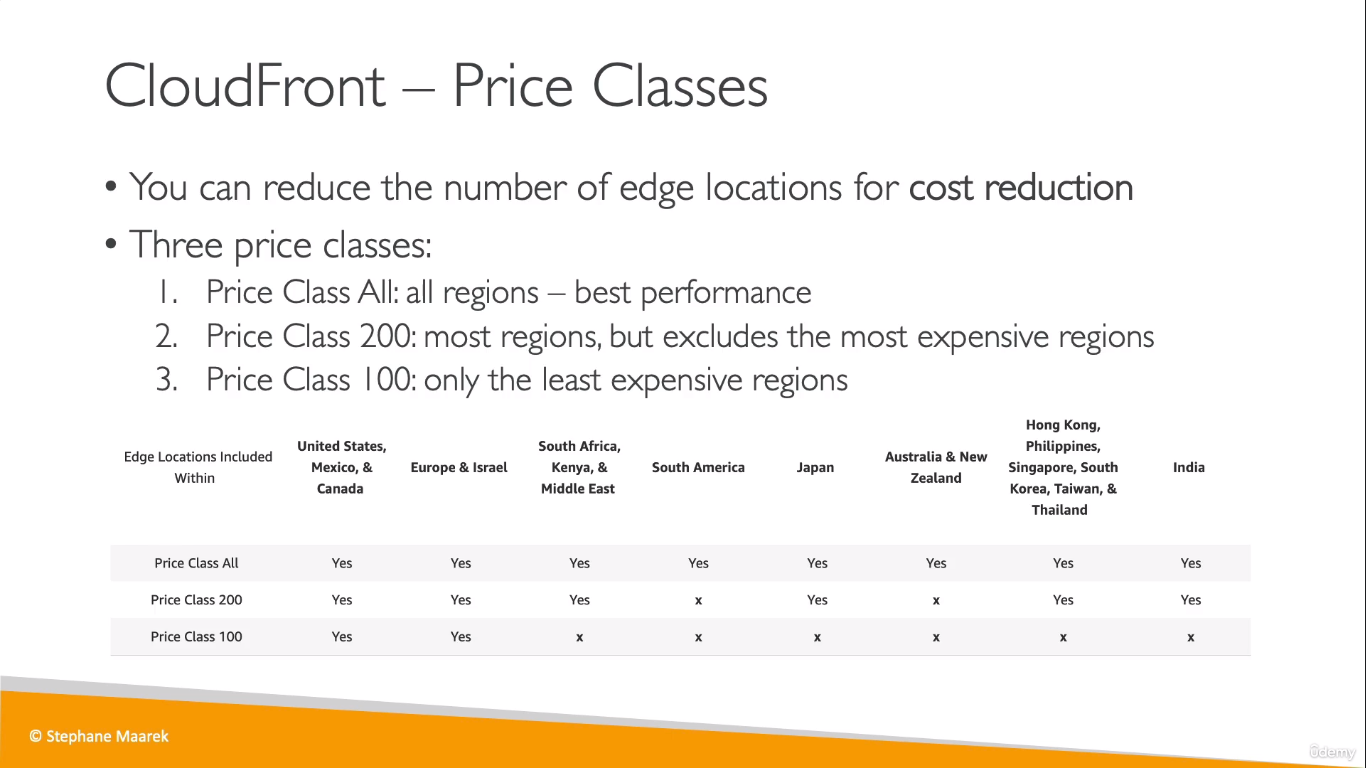 CloudFront – Price Classes
• You can reduce the number of edge locations for cost reduction
• Three price classes:
1. Price Class All: all regions – best performance
2. Price Class 200: most regions, but excludes the most expensive regions
3. Price Class 100: only the least expensive regions
Edge Locations Included
Within
United States,
Mexico, &
Canada
Europe & Israel
South Africa,
Kenya, &
Middle East
South America
Japan
Australia & New
Zealand
Hong Kong,
Philippines,
Singapore, South
Korea, Taiwan, &
Thailand
India
Price Class All Yes Yes Yes Yes Yes Yes Yes Yes
Price Class 200 Yes Yes Yes x Yes x Yes Yes
Price Class 100 Yes Yes x x x x x x
© Stephane Maarek
ûdemy